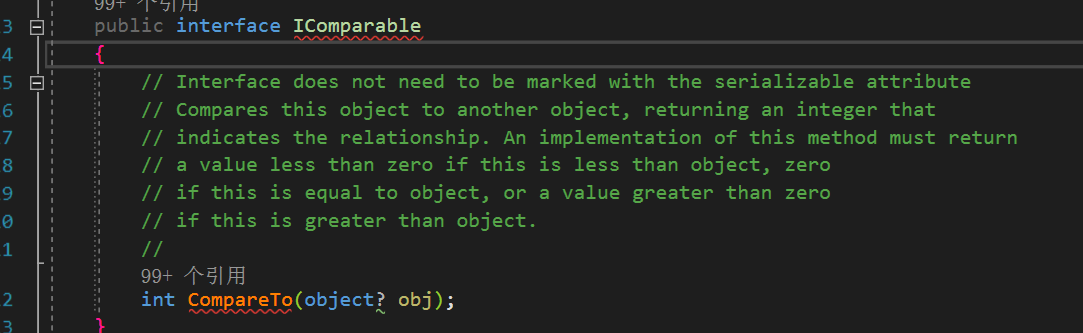 99+ 个引用
3 public interface IComparable
4 {
5 // Interface does not need to be marked with the serializable attribute
6 // Compares this object to another object, returning an integer that
7 // indicates the relationship. An implementation of this method must return
8 // a value less than zero if this is less than object, zero
9 // if this is equal to object, or a value greater than zero
0 // if this is greater than object.
1 //
99+ 个引用
2 int CompareTo(object? obj);
3 }